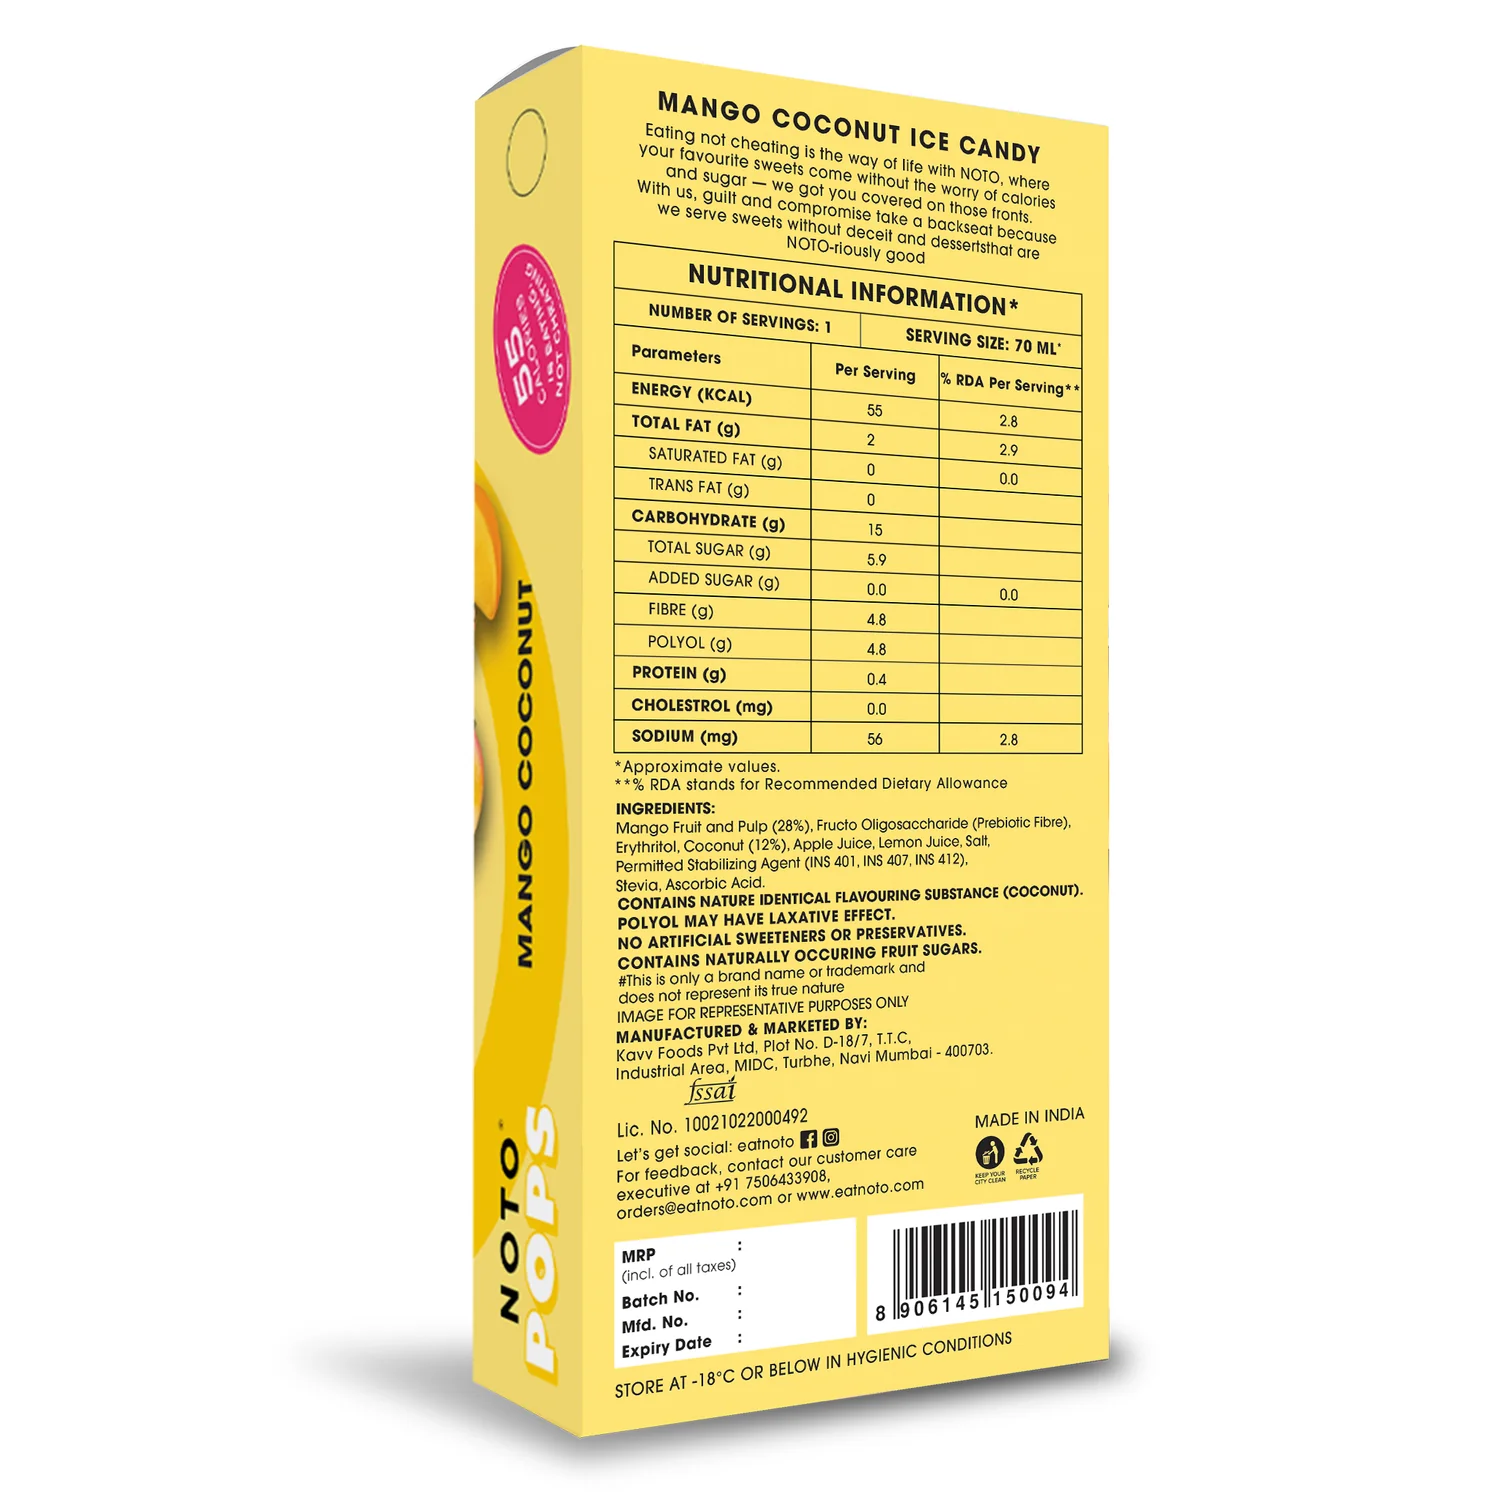 MANGO COCONUT ICE CANDY
Eating not cheating is the way of life with NOTO, where
your favourite sweets come without the worry of calories
and sugar — we got you covered on those fronts.
With us, guilt and compromise take a backseat because
we serve sweets without deceit and dessertsthat are
NOTO-riously good
NUTRITIONAL INFORMATION*
NUMBER OF SERVINGS: 1 SERVING SIZE: 70 ML*
Parameters Per Serving % RDA Per Serving**
ENERGY (KCAL) 55 2.8
TOTAL FAT (g) 2 2.9
SATURATED FAT (g) 0 0.0
TRANS FAT (g) 0
CARBOHYDRATE (g) 15
TOTAL SUGAR (g) 5.9
ADDED SUGAR (g) 0.0 0.0
FIBRE (g) 4.8
POLYOL (g) 4.8
PROTEIN (g) 0.4
CHOLESTROL (mg) 0.0
SODIUM (mg) 56 2.8
*Approximate values.
**% RDA stands for Recommended Dietary Allowance
INGREDIENTS:
Mango Fruit and Pulp (28%), Fructo Oligosaccharide (Prebiotic Fibre),
Erythritol, Coconut (12%), Apple Juice, Lemon Juice, Salt,
Permitted Stabilizing Agent (INS 401, INS 407, INS 412),
Stevia, Ascorbic Acid.
CONTAINS NATURE IDENTICAL FLAVOURING SUBSTANCE (COCONUT).
POLYOL MAY HAVE LAXATIVE EFFECT.
NO ARTIFICIAL SWEETENERS OR PRESERVATIVES.
CONTAINS NATURALLY OCCURING FRUIT SUGARS.
#This is only a brand name or trademark and
does not represent its true nature
IMAGE FOR REPRESENTATIVE PURPOSES ONLY
MANUFACTURED & MARKETED BY:
Kavv Foods Pvt Ltd, Plot No. D-18/7, T.T.C,
Industrial Area, MIDC, Turbhe, Navi Mumbai - 400703.
fssai
Lic. No. 10021022000492
Let's get social: eatnoto
For feedback, contact our customer care
executive at +91 7506433908,
orders@eatnoto.com or www.eatnoto.com
MADE IN INDIA
KEEP YOUR
CITY CLEAN
RECYCLE
PAPER
MRP :
(incl. of all taxes)
Batch No. :
Mfd. No. :
Expiry Date :
8 906145 150094
STORE AT -18°C OR BELOW IN HYGIENIC CONDITIONS
55
CALORIES
IS EATING
NOT CHEATING
MANGO COCONUT
NOTO
POPS